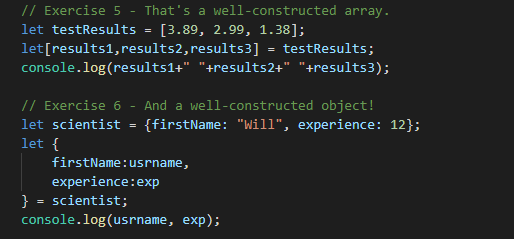 // Exercise 5 - That's a well-constructed array.
let testResults = [3.89, 2.99, 1.38];
let[results1,results2,results3] = testResults;
console.log(results1+" "+results2+" "+results3);

// Exercise 6 - And a well-constructed object!
let scientist = {firstName: "Will", experience: 12};
let {
    firstName:usrname,
    experience:exp
} = scientist;
console.log(usrname, exp);